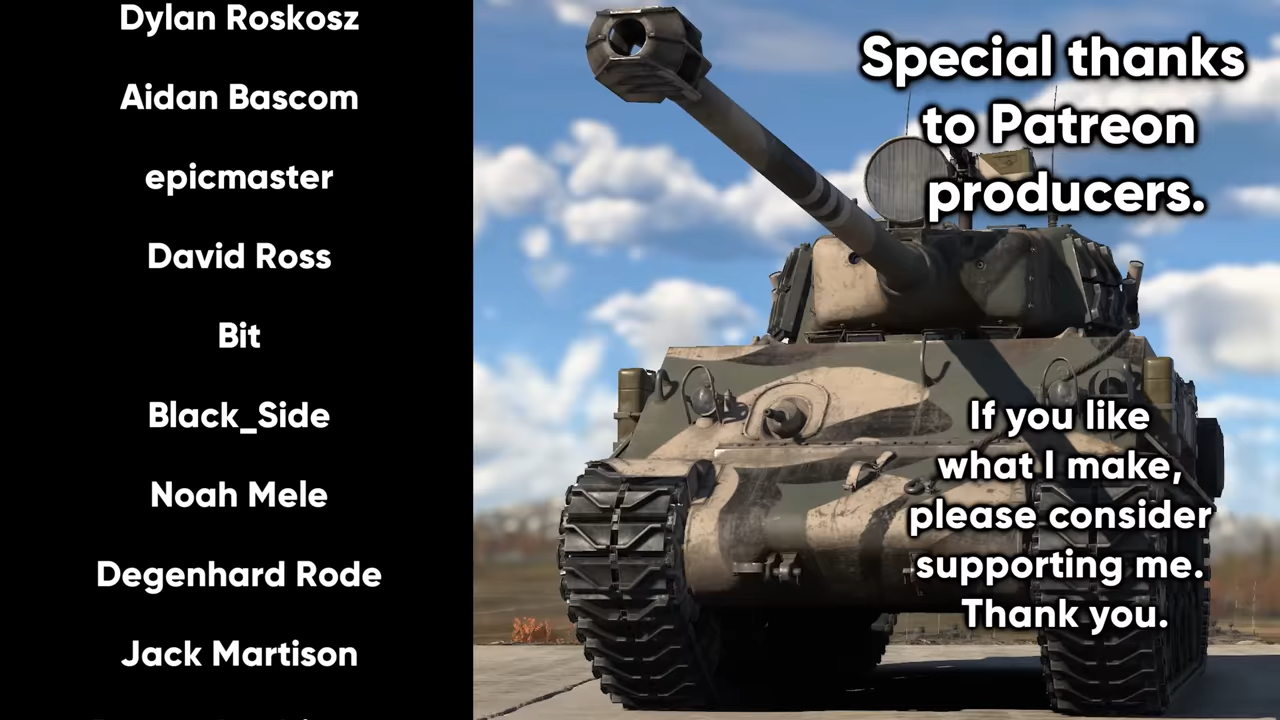 Dylan Roskosz
Aidan Bascom
epicmaster
David Ross
Bit
Black_Side
Noah Mele
Degenhard Rode
Jack Martison
Special thanks
to Patreon
producers.
If you like
what I make,
please consider
supporting me.
Thank you.